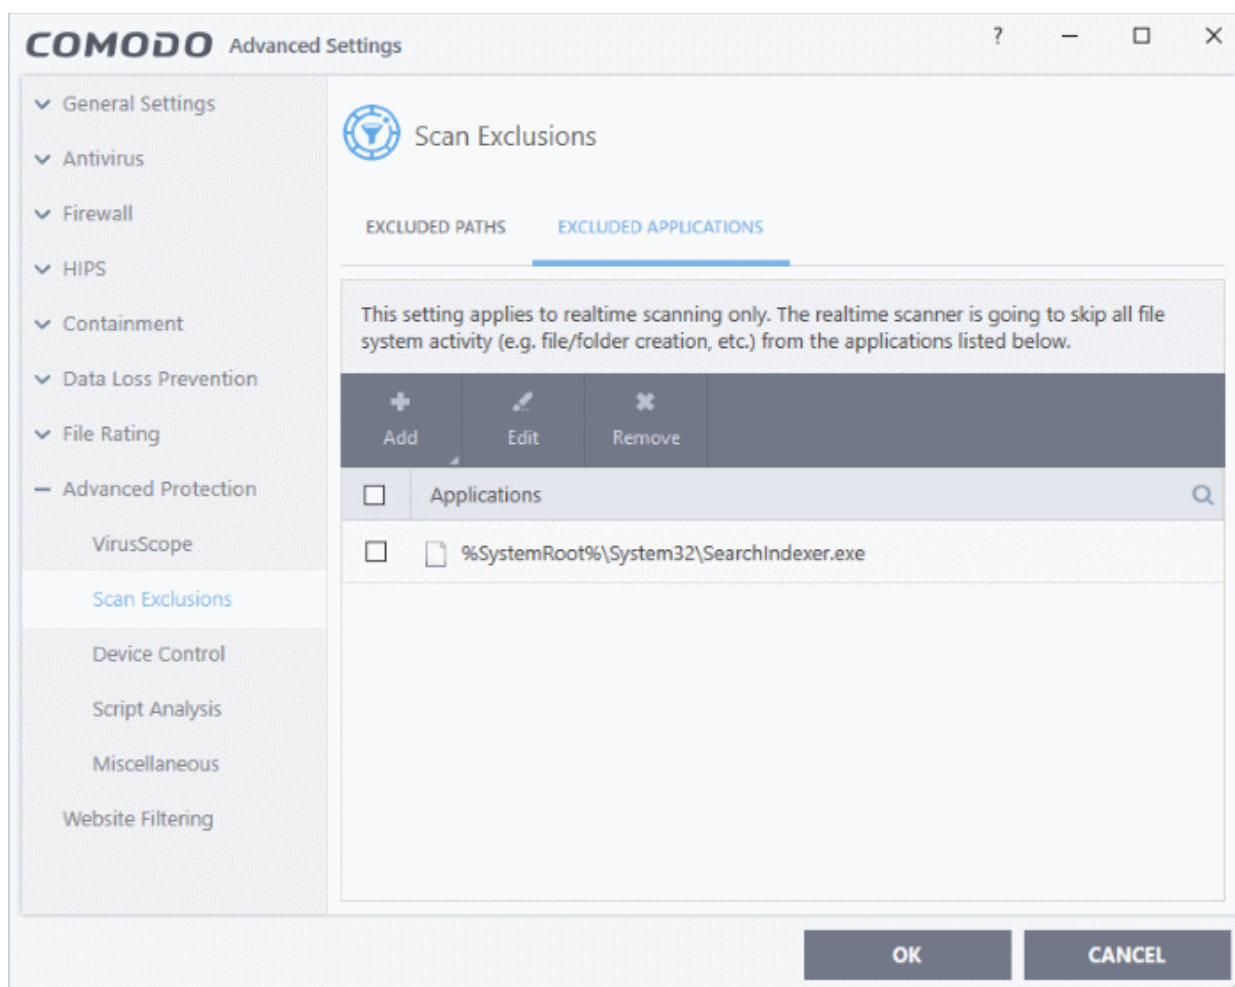 COMODO Advanced Settings ?
General Settings
Antivirus
Firewall
HIPS
Containment
Data Loss Prevention
File Rating
Advanced Protection
VirusScope
Scan Exclusions
Device Control
Script Analysis
Miscellaneous
Website Filtering
Scan Exclusions
EXCLUDED PATHS EXCLUDED APPLICATIONS
This setting applies to realtime scanning only. The realtime scanner is going to skip all file
system activity (e.g. file/folder creation, etc.) from the applications listed below.
Add Edit Remove
Applications
%SystemRoot%\System32\SearchIndexer.exe
OK CANCEL